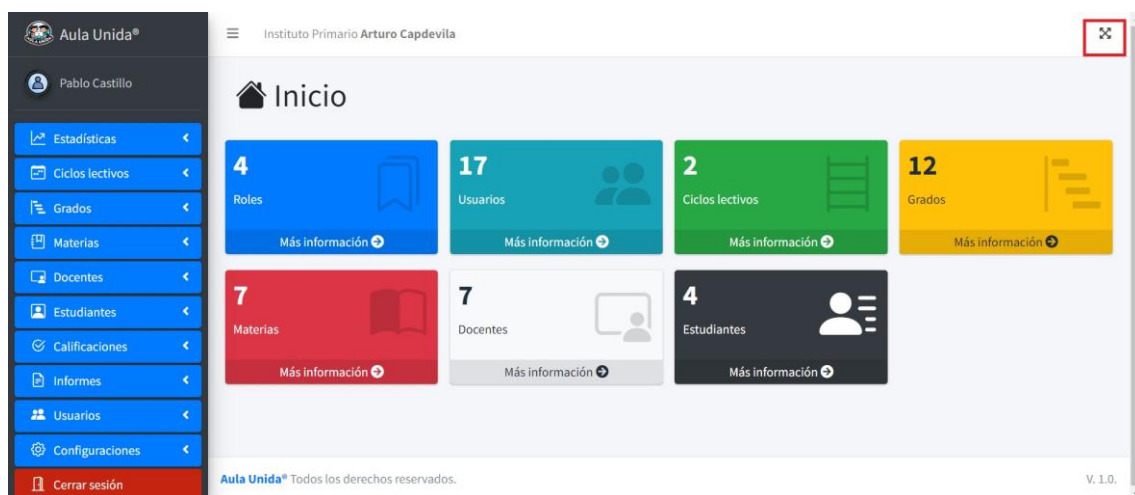 Aula Unida®
Instituto Primario Arturo Capdevila
Pablo Castillo
Estadísticas
Ciclos lectivos
Grados
Materias
Docentes
Estudiantes
Calificaciones
Informes
Usuarios
Configuraciones
Cerrar sesión
Inicio
4
Roles
Más información
17
Usuarios
Más información
2
Ciclos lectivos
Más información
12
Grados
Más información
7
Materias
Más información
7
Docentes
Más información
4
Estudiantes
Más información
Aula Unida® Todos los derechos reservados.
V. 1.0.